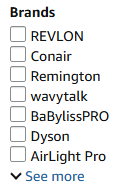 Brands
REVLON
Conair
Remington
wavytalk
BaBylissPRO
Dyson
AirLight Pro
See more